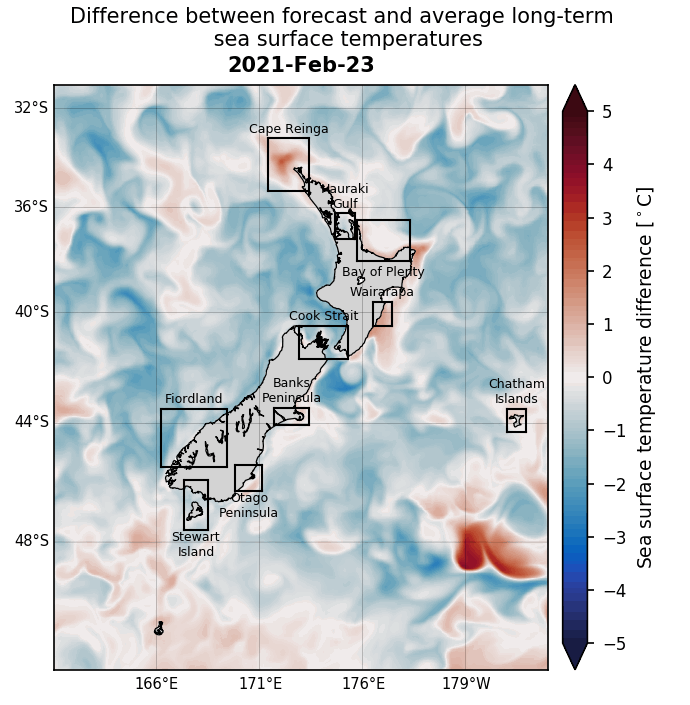 Difference between forecast and average long-term
sea surface temperatures
2021-Feb-23
32°S
36°S
40°S
44°S
48°S
166°E
171°E
176°E
179°W
Cape Reinga
Hauraki
Gulf
Bay of Plenty
Wairarapa
Cook Strait
Banks
Peninsula
Fiordland
Chatham
Islands
Otago
Peninsula
Stewart
Island
5
4
3
2
1
0
−1
−2
−3
−4
−5
Sea surface temperature difference [°C]